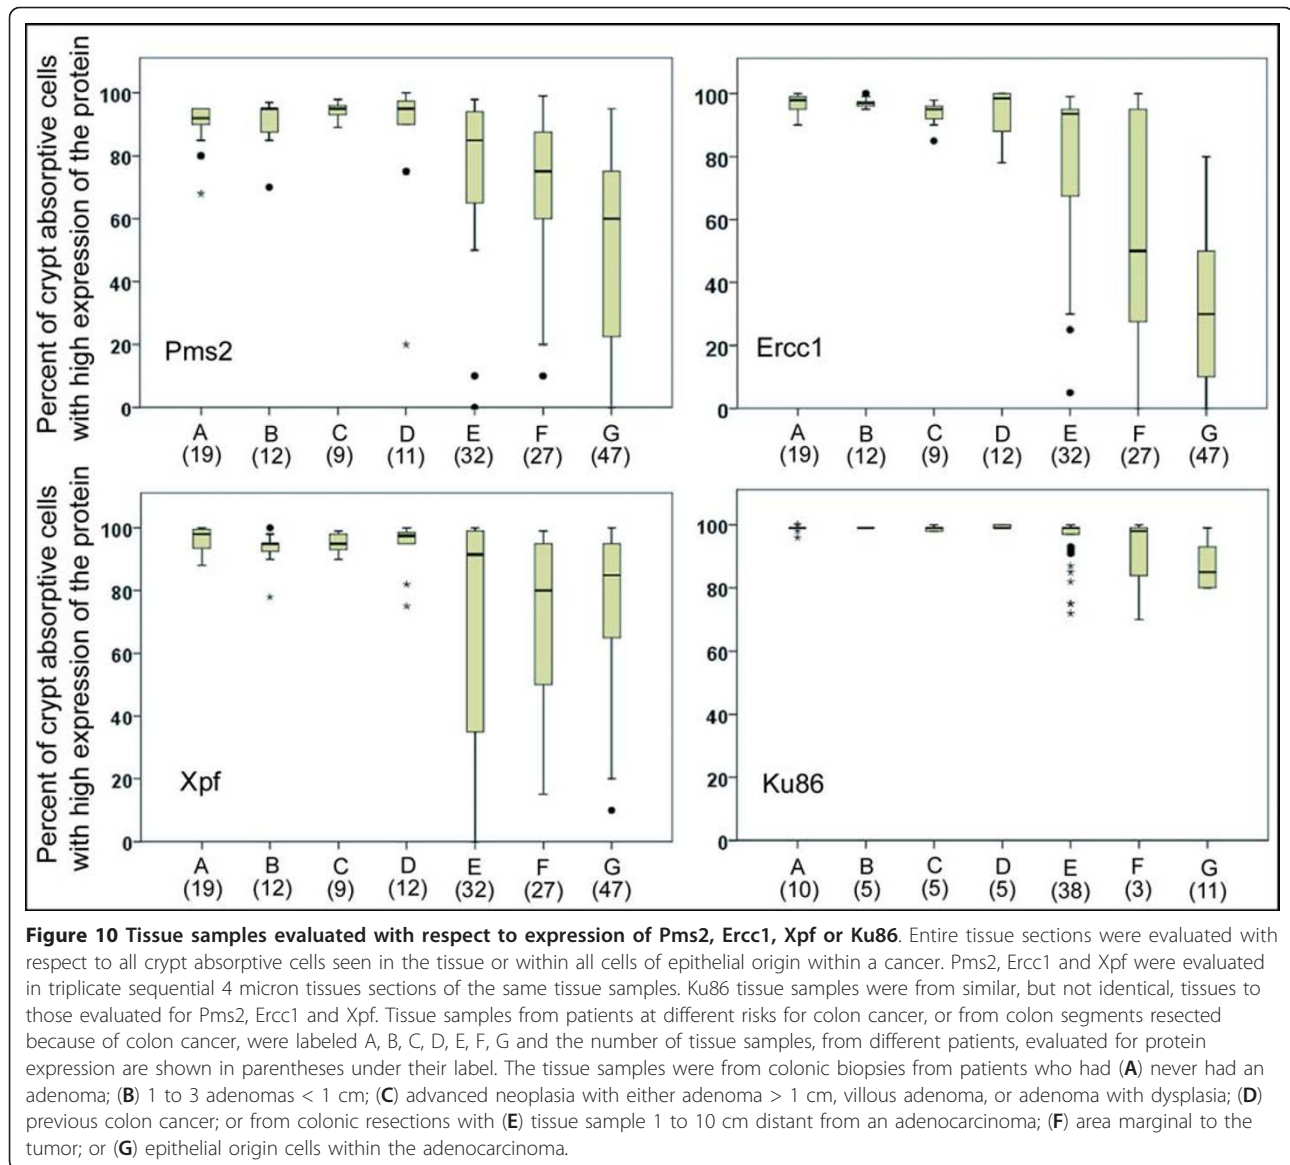 Percent of crypt absorptive cells
with high expression of the protein
100
80
60
40
20
0
Pms2
A B C D E F G
(19) (12) (9) (11) (32) (27) (47)
100
80
60
40
20
0
Ercc1
A B C D E F G
(19) (12) (9) (12) (32) (27) (47)
Percent of crypt absorptive cells
with high expression of the protein
100
80
60
40
20
0
Xpf
A B C D E F G
(19) (12) (9) (12) (32) (27) (47)
100
80
60
40
20
0
Ku86
A B C D E F G
(10) (5) (5) (5) (38) (3) (11)
Figure 10 Tissue samples evaluated with respect to expression of Pms2, Ercc1, Xpf or Ku86. Entire tissue sections were evaluated with
respect to all crypt absorptive cells seen in the tissue or within all cells of epithelial origin within a cancer. Pms2, Ercc1 and Xpf were evaluated
in triplicate sequential 4 micron tissues sections of the same tissue samples. Ku86 tissue samples were from similar, but not identical, tissues to
those evaluated for Pms2, Ercc1 and Xpf. Tissue samples from patients at different risks for colon cancer, or from colon segments resected
because of colon cancer, were labeled A, B, C, D, E, F, G and the number of tissue samples, from different patients, evaluated for protein
expression are shown in parentheses under their label. The tissue samples were from colonic biopsies from patients who had (A) never had an
adenoma; (B) 1 to 3 adenomas < 1 cm; (C) advanced neoplasia with either adenoma > 1 cm, villous adenoma, or adenoma with dysplasia; (D)
previous colon cancer; or from colonic resections with (E) tissue sample 1 to 10 cm distant from an adenocarcinoma; (F) area marginal to the
tumor; or (G) epithelial origin cells within the adenocarcinoma.